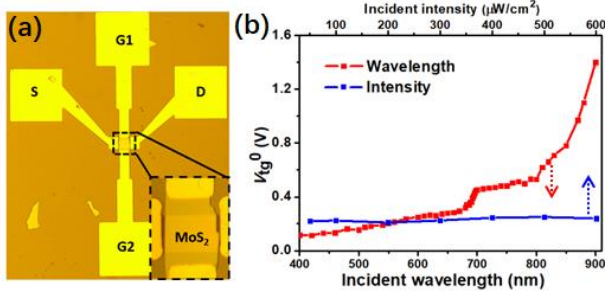 (a)
G1
S
D
MoS₂
G2
(b)
Incident intensity (μW/cm²)
100 200 300 400 500 600
Wavelength
Intensity
1.6
1.2
0.8
0.4
0.0
Vtg⁰ (V)
400 500 600 700 800 900
Incident wavelength (nm)